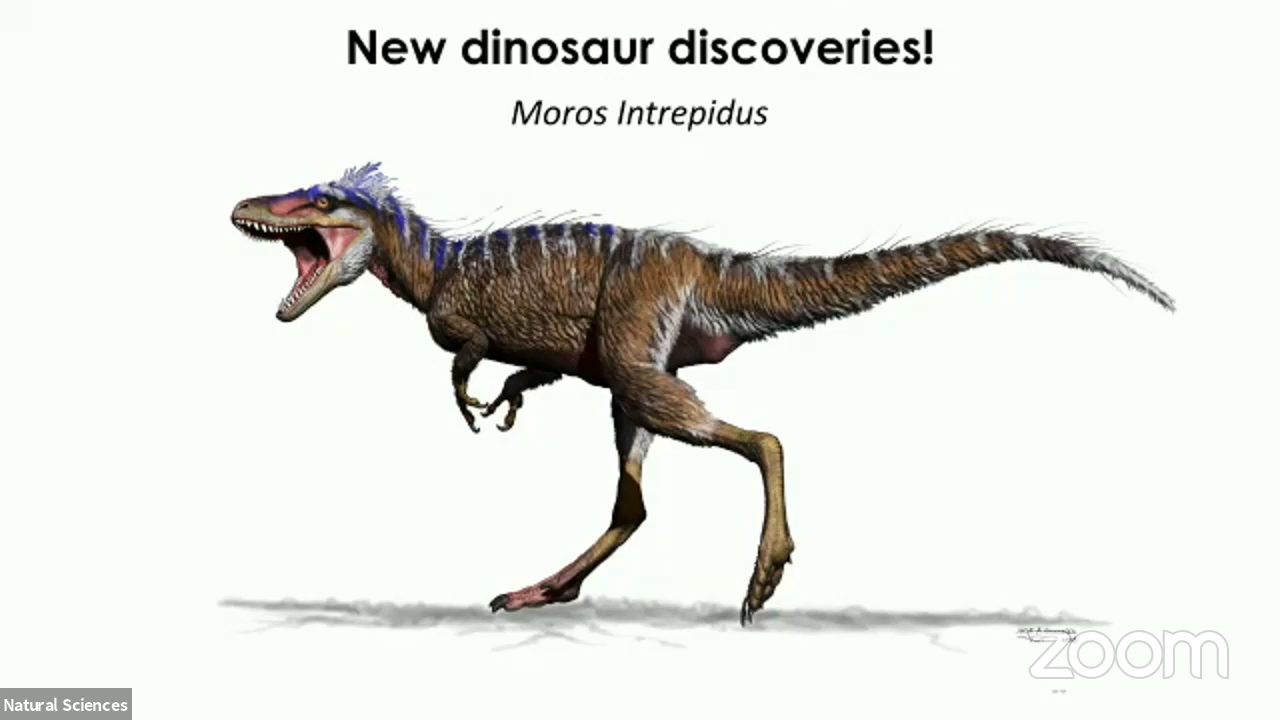 New dinosaur discoveries!
Moros Intrepidus
zoom
Natural Sciences